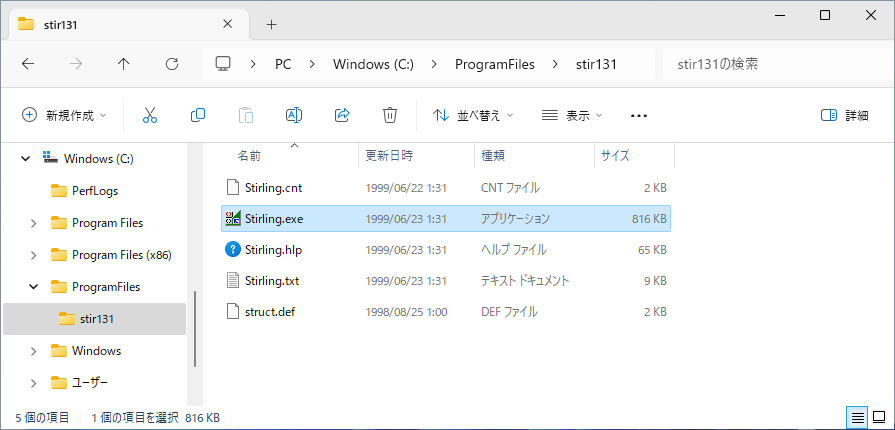 stir131
PC
Windows (C:)
ProgramFiles
stir131
stir131の検索
新規作成
並べ替え
表示
詳細
Windows (C:)
PerfLogs
Program Files
Program Files (x86)
ProgramFiles
stir131
Windows
ユーザー
名前 更新日時 種類 サイズ
Stirling.cnt 1999/06/22 1:31 CNT ファイル 2 KB
Stirling.exe 1999/06/23 1:31 アプリケーション 816 KB
Stirling.hlp 1999/06/23 1:31 ヘルプ ファイル 65 KB
Stirling.txt 1999/06/23 1:31 テキスト ドキュメント 9 KB
struct.def 1998/08/25 1:00 DEF ファイル 2 KB
5 個の項目 1 個の項目を選択 816 KB